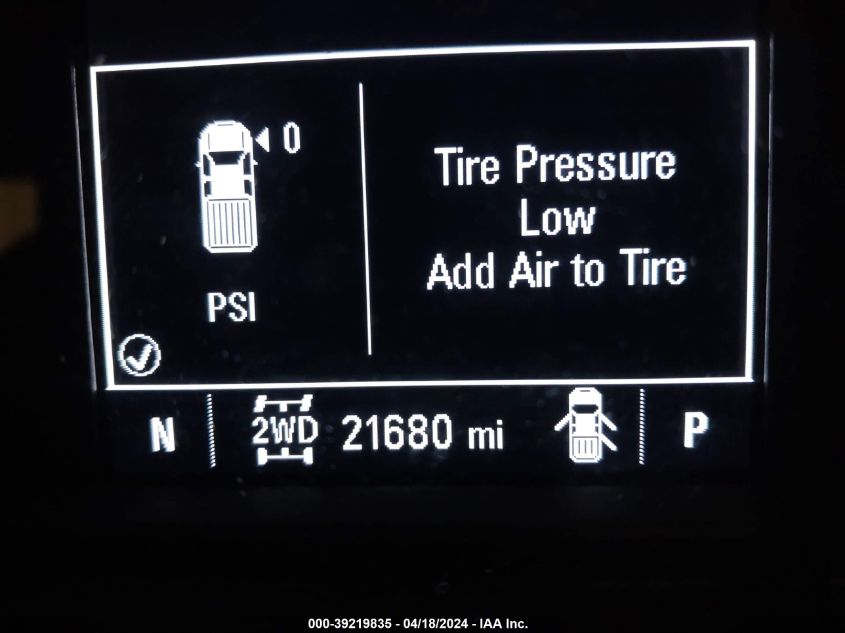 0
PSI
Tire Pressure
Low
Add Air to Tire
N 2WD 21680 mi P
000-39219835 - 04/18/2024 - IAA Inc.